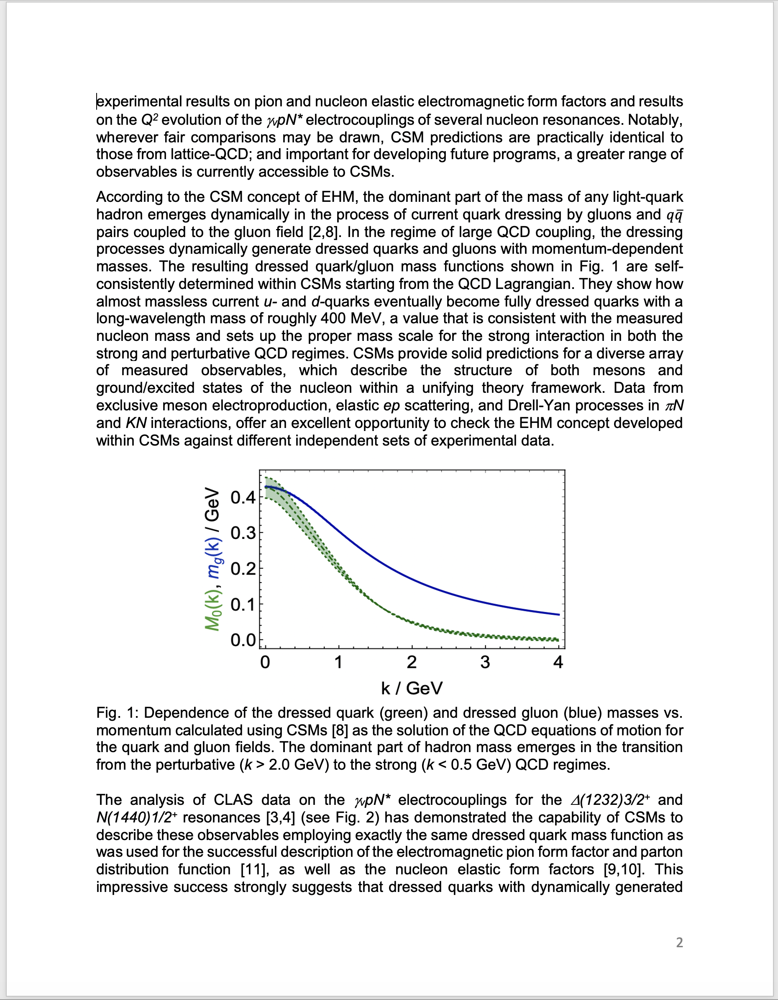 experimental results on pion and nucleon elastic electromagnetic form factors and results
on the Q² evolution of the γᵥpN* electrocouplings of several nucleon resonances. Notably,
wherever fair comparisons may be drawn, CSM predictions are practically identical to
those from lattice-QCD; and important for developing future programs, a greater range of
observables is currently accessible to CSMs.
According to the CSM concept of EHM, the dominant part of the mass of any light-quark
hadron emerges dynamically in the process of current quark dressing by gluons and qq̄
pairs coupled to the gluon field [2,8]. In the regime of large QCD coupling, the dressing
processes dynamically generate dressed quarks and gluons with momentum-dependent
masses. The resulting dressed quark/gluon mass functions shown in Fig. 1 are self-
consistently determined within CSMs starting from the QCD Lagrangian. They show how
almost massless current u- and d-quarks eventually become fully dressed quarks with a
long-wavelength mass of roughly 400 MeV, a value that is consistent with the measured
nucleon mass and sets up the proper mass scale for the strong interaction in both the
strong and perturbative QCD regimes. CSMs provide solid predictions for a diverse array
of measured observables, which describe the structure of both mesons and
ground/excited states of the nucleon within a unifying theory framework. Data from
exclusive meson electroproduction, elastic ep scattering, and Drell-Yan processes in πN
and KN interactions, offer an excellent opportunity to check the EHM concept developed
within CSMs against different independent sets of experimental data.
M₀(k), m_g(k) / GeV
0.4
0.3
0.2
0.1
0.0
0 1 2 3 4
k / GeV
Fig. 1: Dependence of the dressed quark (green) and dressed gluon (blue) masses vs.
momentum calculated using CSMs [8] as the solution of the QCD equations of motion for
the quark and gluon fields. The dominant part of hadron mass emerges in the transition
from the perturbative (k > 2.0 GeV) to the strong (k < 0.5 GeV) QCD regimes.
The analysis of CLAS data on the γᵥpN* electrocouplings for the Δ(1232)3/2⁺ and
N(1440)1/2⁺ resonances [3,4] (see Fig. 2) has demonstrated the capability of CSMs to
describe these observables employing exactly the same dressed quark mass function as
was used for the successful description of the electromagnetic pion form factor and parton
distribution function [11], as well as the nucleon elastic form factors [9,10]. This
impressive success strongly suggests that dressed quarks with dynamically generated
2